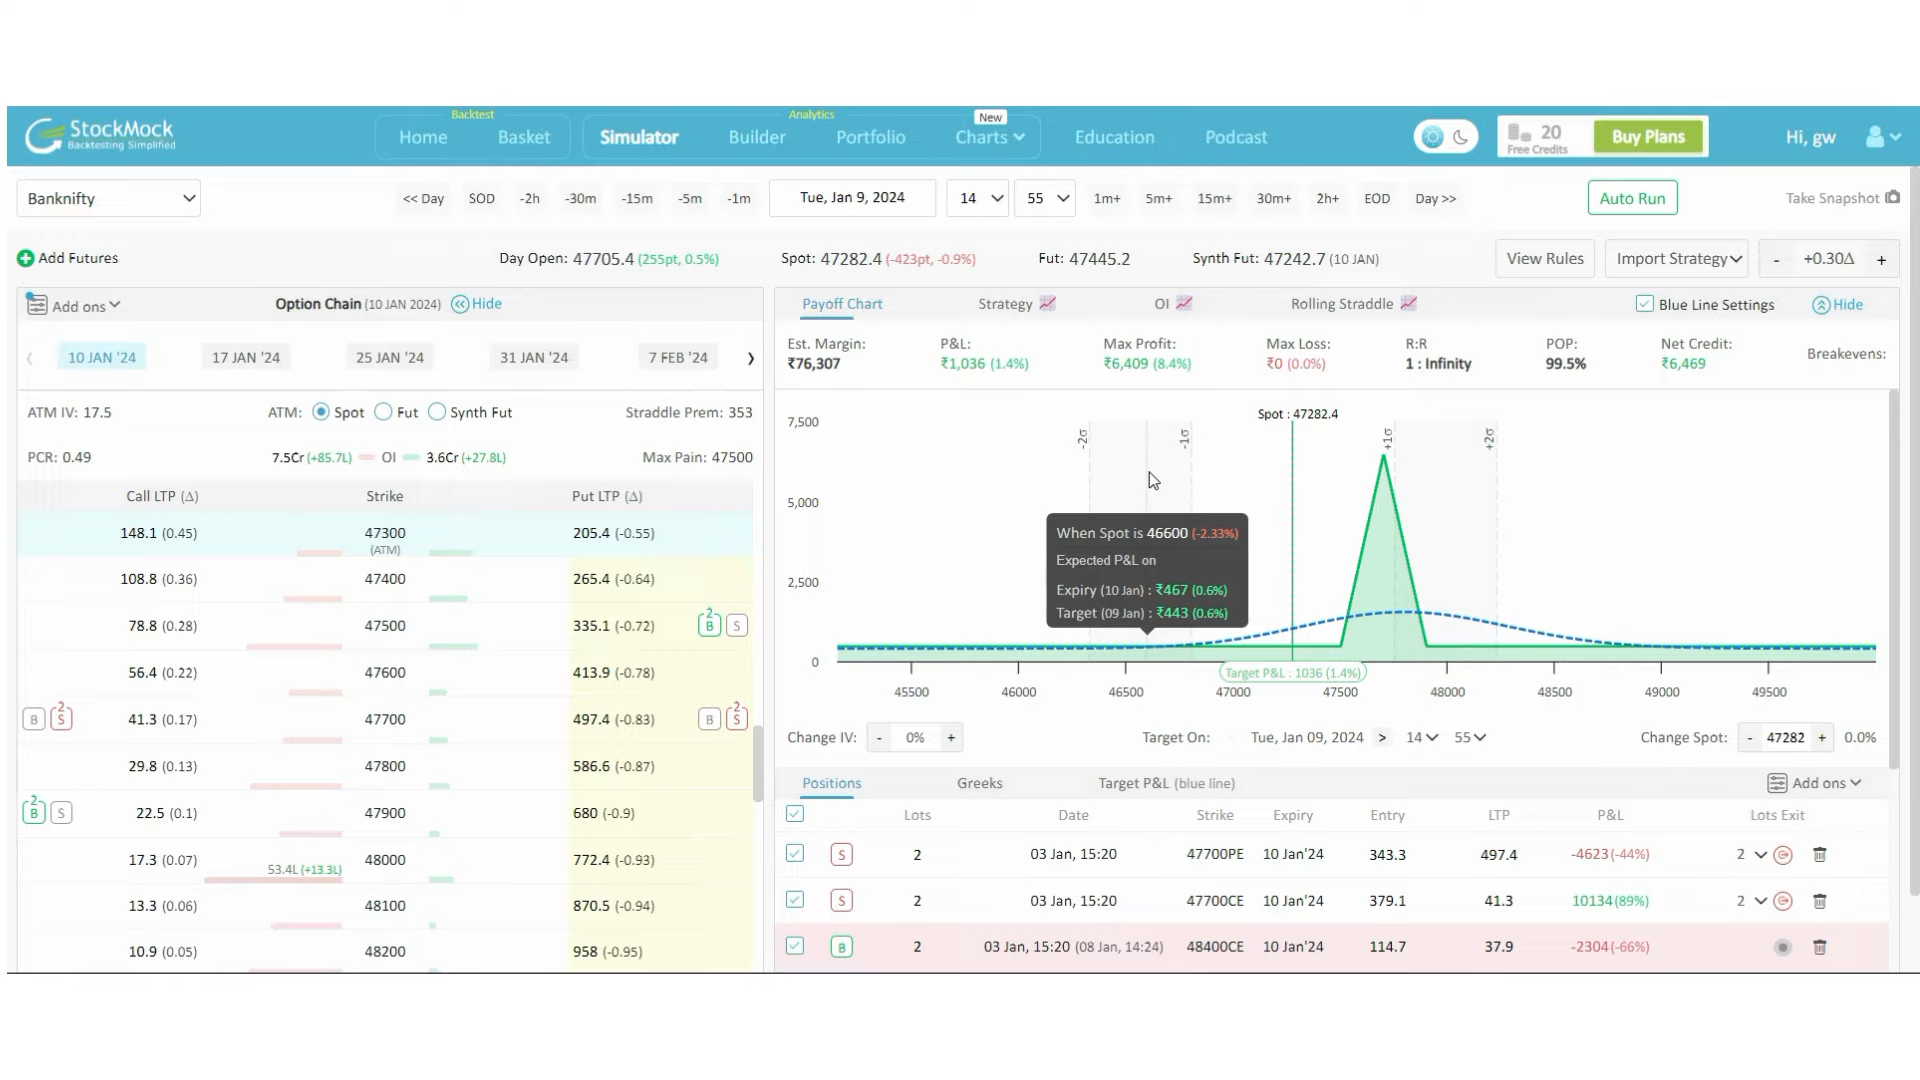 StockMock
Backtesting Simplified
Backtest
Home Basket
Analytics
Simulator Builder Portfolio Charts
New
Education Podcast
20
Free Credits
Buy Plans
Hi, gw
Banknifty
<< Day SOD -2h -30m -15m -5m -1m Tue, Jan 9, 2024 14 55 1m+ 5m+ 15m+ 30m+ 2h+ EOD Day >>
Auto Run
Take Snapshot
Add Futures
Day Open: 47705.4 (255pt, 0.5%) Spot: 47282.4 (-423pt, -0.9%) Fut: 47445.2 Synth Fut: 47242.7 (10 JAN)
View Rules Import Strategy - +0.30Δ +
Add ons Option Chain (10 JAN 2024) Hide
10 JAN '24 17 JAN '24 25 JAN '24 31 JAN '24 7 FEB '24
ATM IV: 17.5 ATM: Spot Fut Synth Fut Straddle Prem: 353
PCR: 0.49 7.5Cr (+85.7L) OI 3.6Cr (+27.8L) Max Pain: 47500
Call LTP (Δ) Strike Put LTP (Δ)
148.1 (0.45) 47300 205.4 (-0.55)
(ATM)
108.8 (0.36) 47400 265.4 (-0.64)
78.8 (0.28) 47500 335.1 (-0.72) 2 B S
56.4 (0.22) 47600 413.9 (-0.78)
B 2 S 41.3 (0.17) 47700 497.4 (-0.83) B 2 S
29.8 (0.13) 47800 586.6 (-0.87)
2 B S 22.5 (0.1) 47900 680 (-0.9)
17.3 (0.07) 48000 772.4 (-0.93)
53.4L (+13.3L)
13.3 (0.06) 48100 870.5 (-0.94)
10.9 (0.05) 48200 958 (-0.95)
Payoff Chart Strategy OI Rolling Straddle Blue Line Settings Hide
Est. Margin: P&L: Max Profit: Max Loss: R:R POP: Net Credit: Breakevens:
₹76,307 ₹1,036 (1.4%) ₹6,409 (8.4%) ₹0 (0.0%) 1 : Infinity 99.5% ₹6,469
Spot : 47282.4
7,500
5,000
2,500
0
-2σ -1σ +1σ +2σ
When Spot is 46600 (-2.33%)
Expected P&L on
Expiry (10 Jan) : ₹467 (0.6%)
Target (09 Jan) : ₹443 (0.6%)
Target P&L : 1036 (1.4%)
45500 46000 46500 47000 47500 48000 48500 49000 49500
Change IV: - 0% + Target On: Tue, Jan 09, 2024 > 14 55 Change Spot: - 47282 + 0.0%
Positions Greeks Target P&L (blue line) Add ons
Lots Date Strike Expiry Entry LTP P&L Lots Exit
S 2 03 Jan, 15:20 47700PE 10 Jan'24 343.3 497.4 -4623(-44%) 2
S 2 03 Jan, 15:20 47700CE 10 Jan'24 379.1 41.3 10134(89%) 2
B 2 03 Jan, 15:20 (08 Jan, 14:24) 48400CE 10 Jan'24 114.7 37.9 -2304(-66%)